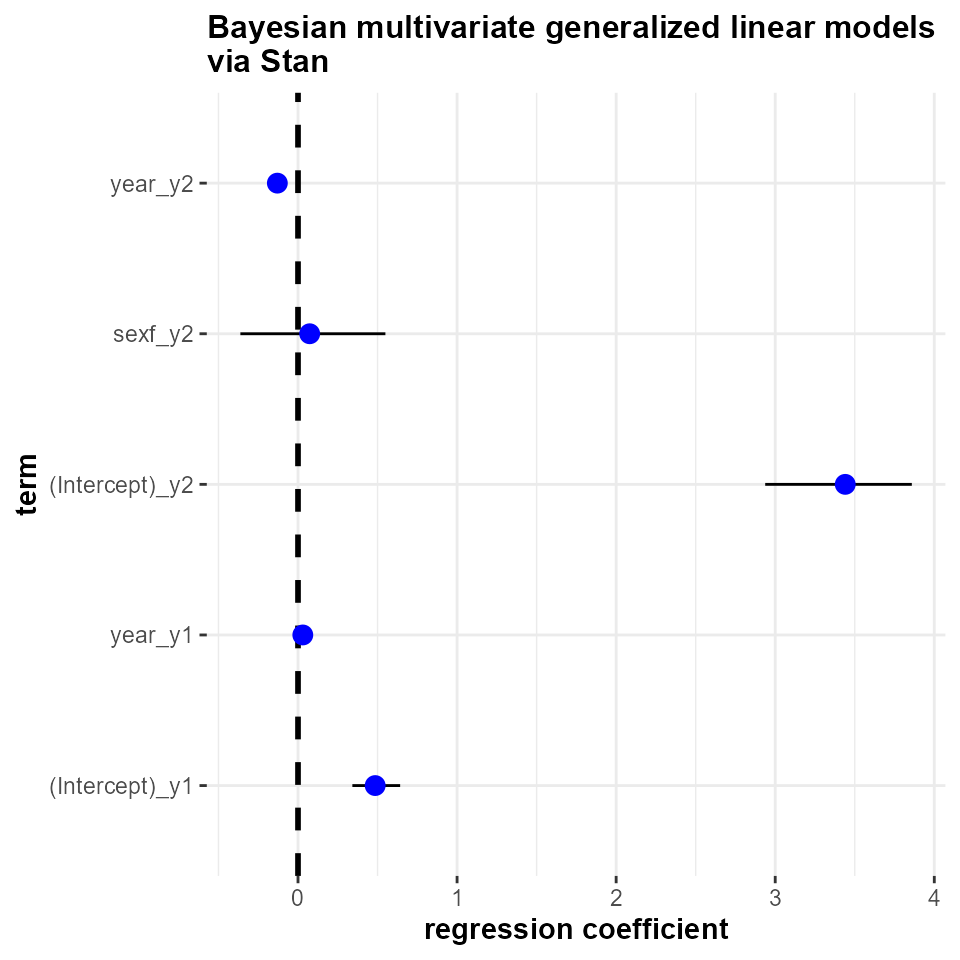 Bayesian multivariate generalized linear models
via Stan
year_y2
sexf_y2
(Intercept)_y2
year_y1
(Intercept)_y1
term
0 1 2 3 4
regression coefficient